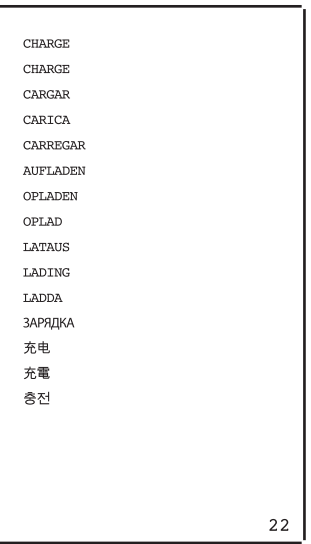 CHARGE
CHARGE
CARGAR
CARICA
CARREGAR
AUFLADEN
OPLADEN
OPLAD
LATAUS
LADING
LADDA
ЗАРЯДКА
充电
充電
충전
22